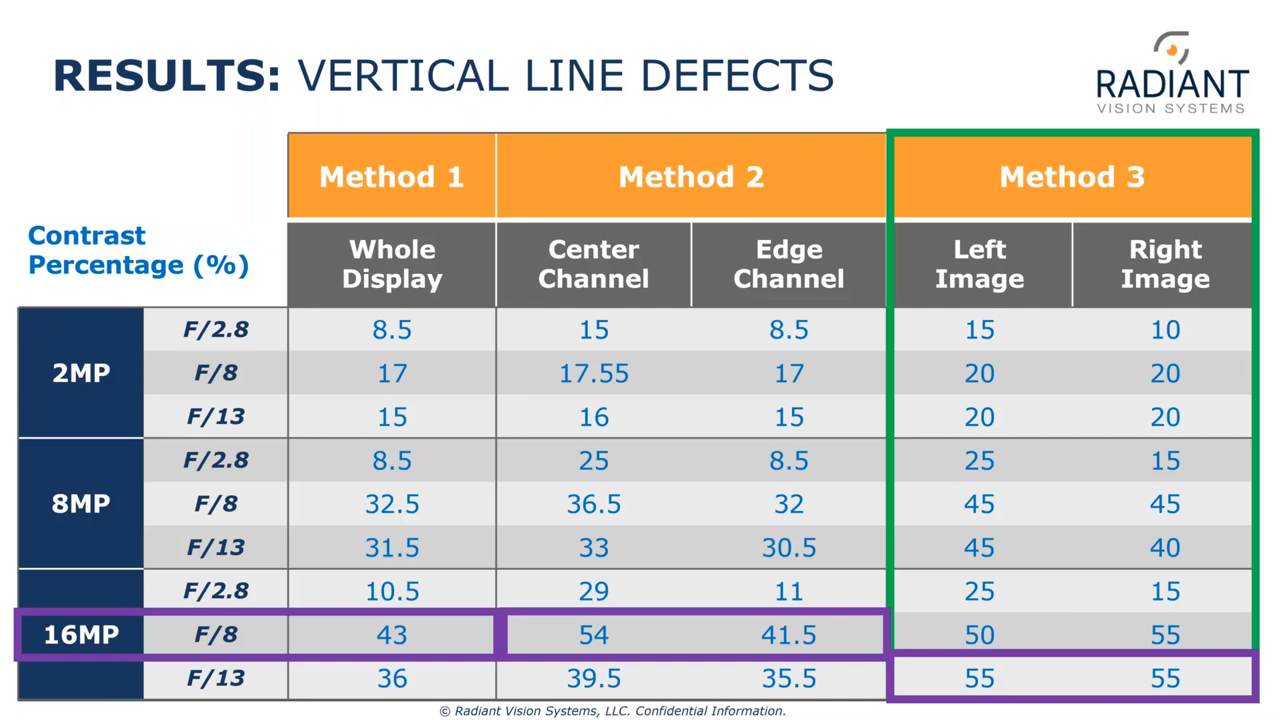 RESULTS: VERTICAL LINE DEFECTS
RADIANT
VISION SYSTEMS
Contrast
Percentage (%)
Method 1 Method 2 Method 3
Whole Display Center Channel Edge Channel Left Image Right Image
2MP F/2.8 8.5 15 8.5 15 10
F/8 17 17.55 17 20 20
F/13 15 16 15 20 20
8MP F/2.8 8.5 25 8.5 25 15
F/8 32.5 36.5 32 45 45
F/13 31.5 33 30.5 45 40
F/2.8 10.5 29 11 25 15
16MP F/8 43 54 41.5 50 55
F/13 36 39.5 35.5 55 55
© Radiant Vision Systems, LLC. Confidential Information.